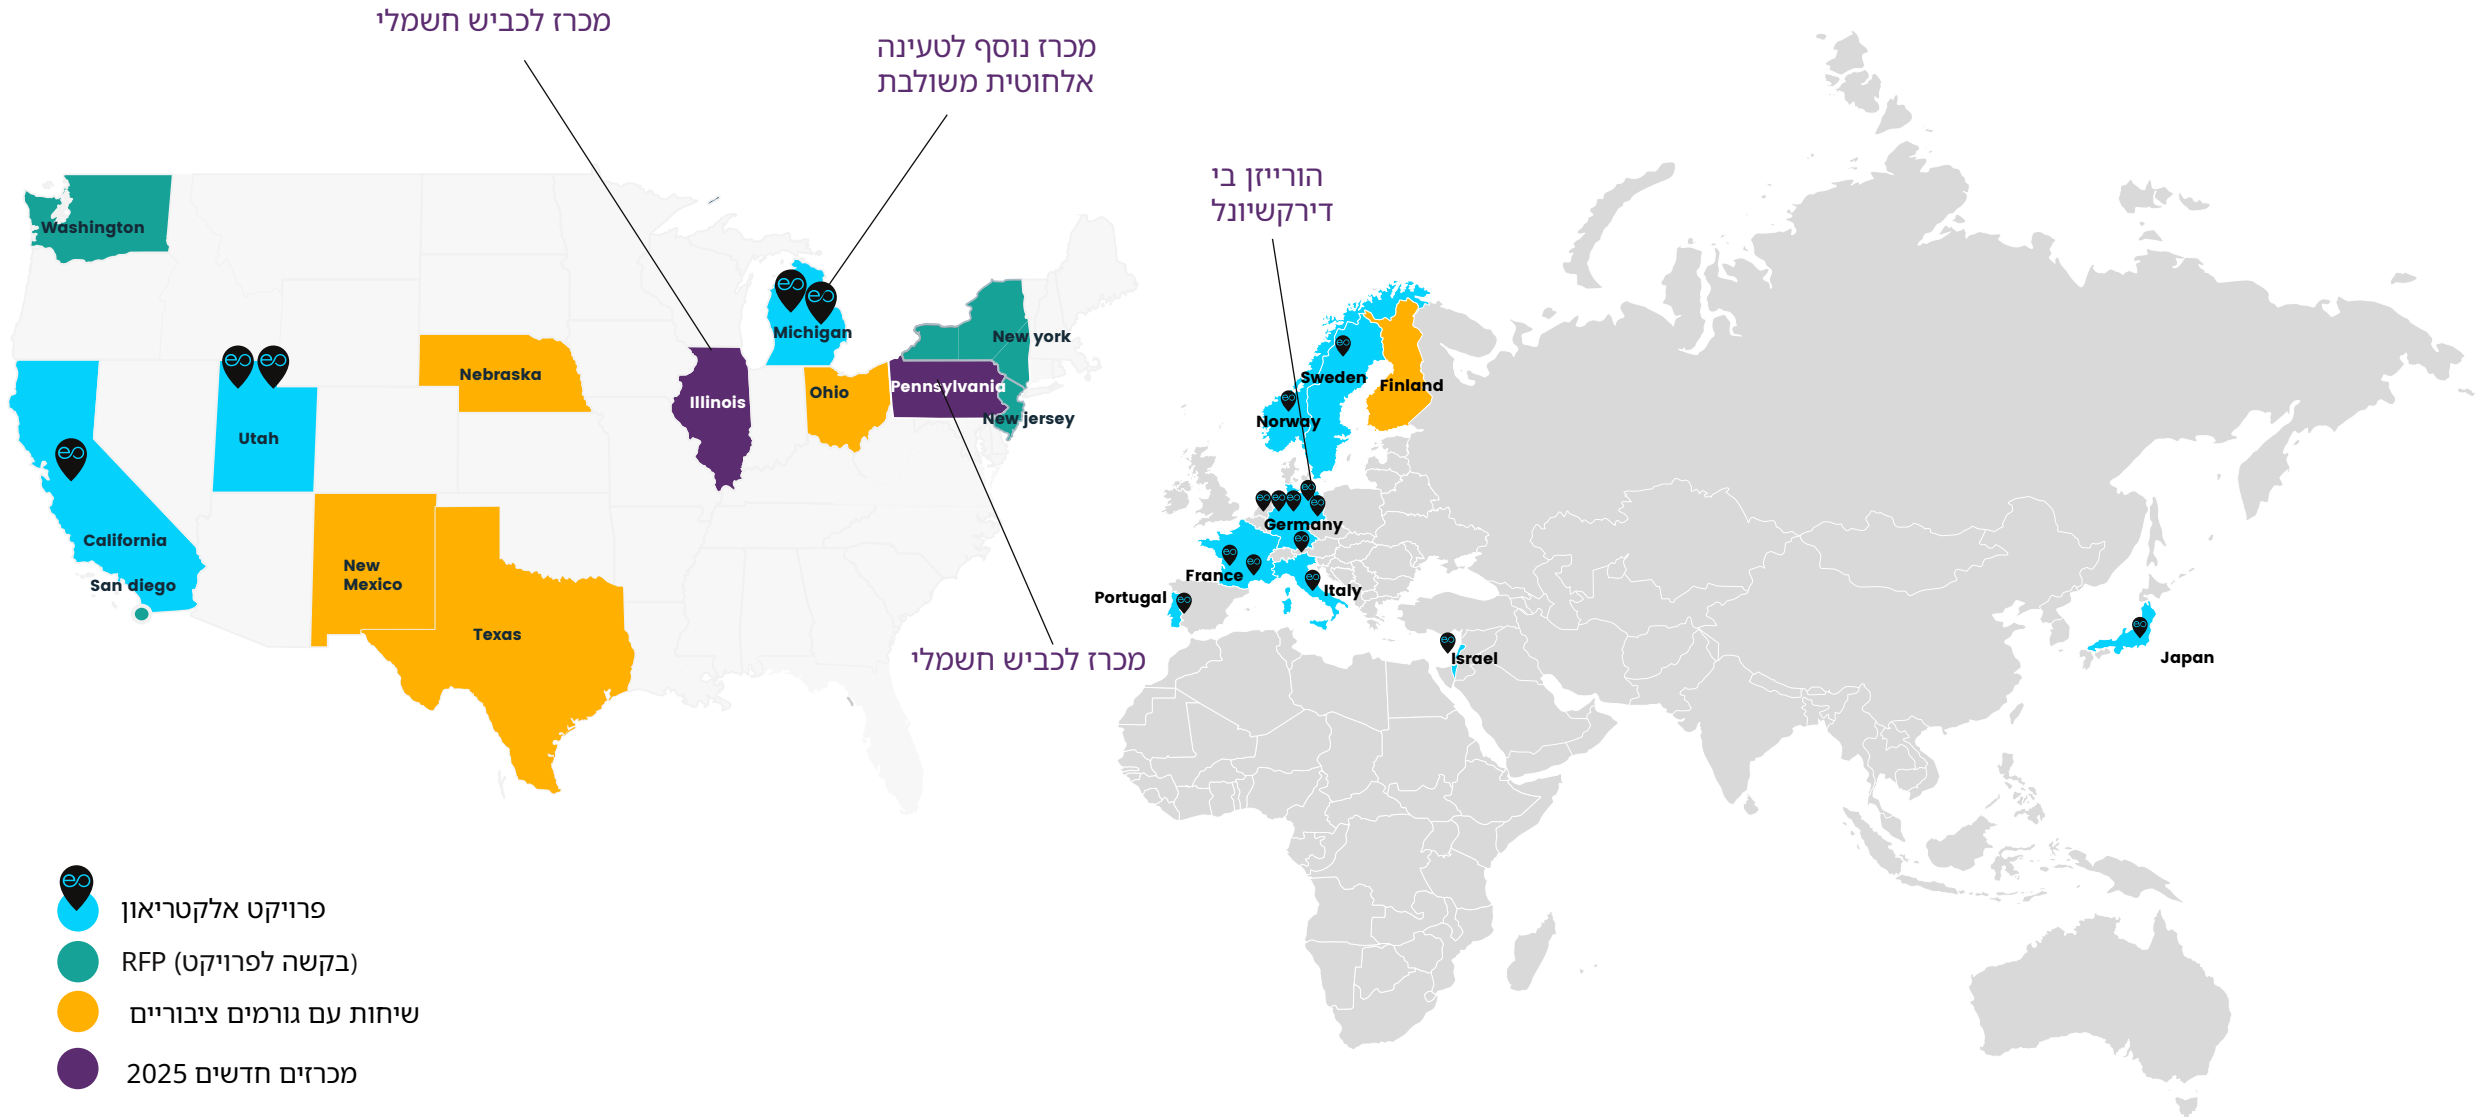 מכרז לכביש חשמלי
מכרז נוסף לטעינה
אלחוטית משולבת
הורייזן בי
דירקשיונל
Washington
Michigan
New york
Nebraska
Ohio
Pennsylvania
Illinois
New jersey
Utah
California
San diego
New
Mexico
Texas
מכרז לכביש חשמלי
Sweden
Finland
Norway
Germany
France
Italy
Portugal
Israel
Japan
פרויקט אלקטריאון
RFP (בקשה לפרויקט)
שיחות עם גורמים ציבוריים
מכרזים חדשים 2025